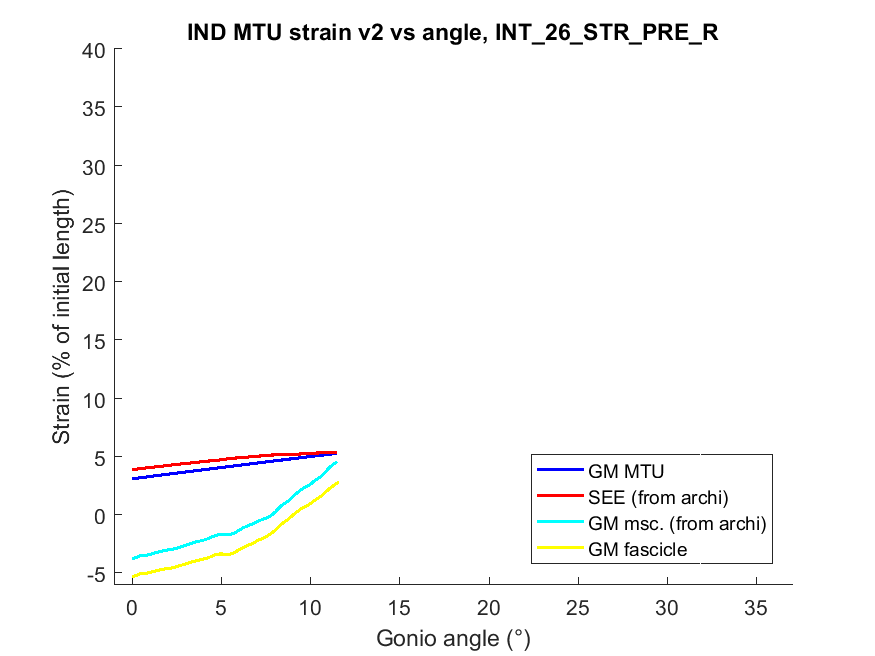 IND MTU strain v2 vs angle, INT_26_STR_PRE_R
Strain (% of initial length)
40
35
30
25
20
15
10
5
0
-5
0 5 10 15 20 25 30 35
Gonio angle (°)
GM MTU
SEE (from archi)
GM msc. (from archi)
GM fascicle